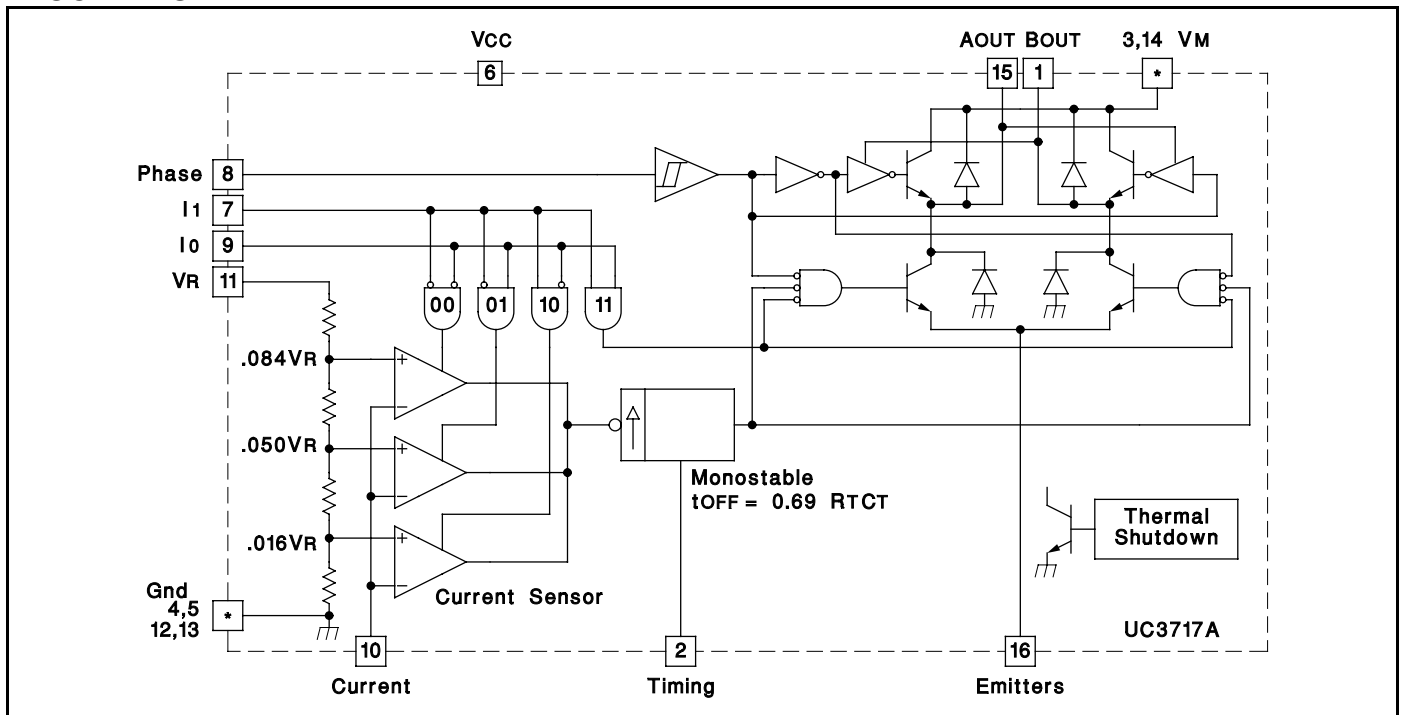 VCC
6
AOUT BOUT 3,14 VM
15 1 *
Phase 8
I1 7
I0 9
VR 11
00 01 10 11
.084VR
+
−
.050VR
+
−
.016VR
+
−
Monostable
tOFF = 0.69 RTCT
Thermal
Shutdown
Current Sensor
Gnd
4,5
12,13
*
UC3717A
10 2 16
Current Timing Emitters